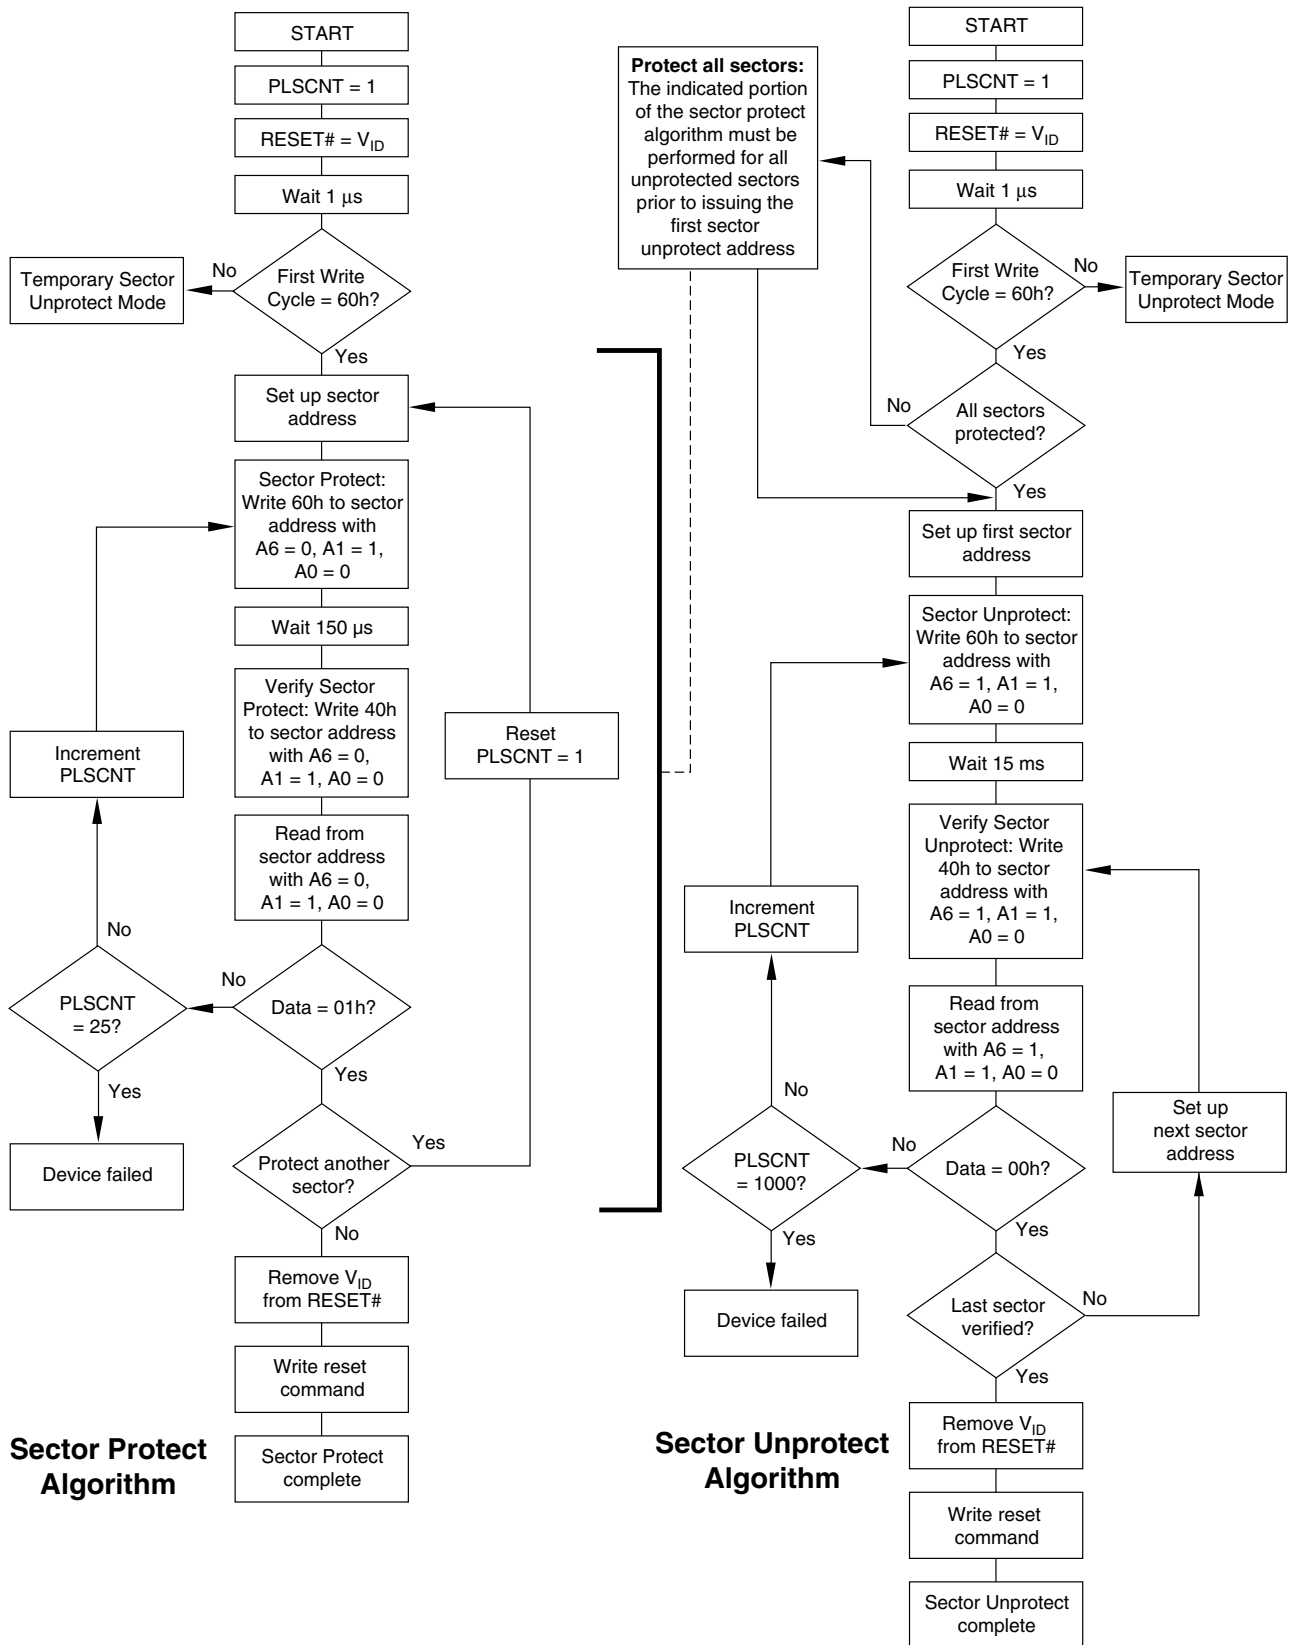 START
PLSCNT = 1
RESET# = VID
Wait 1 μs
First Write
Cycle = 60h?
No
Temporary Sector
Unprotect Mode
Yes
Set up sector
address
Sector Protect:
Write 60h to sector
address with
A6 = 0, A1 = 1,
A0 = 0
Wait 150 µs
Verify Sector
Protect: Write 40h
to sector address
with A6 = 0,
A1 = 1, A0 = 0
Reset
PLSCNT = 1
Increment
PLSCNT
Read from
sector address
with A6 = 0,
A1 = 1, A0 = 0
No
No
PLSCNT
= 25?
Data = 01h?
Yes
Yes
Device failed
Protect another
sector?
Yes
No
Remove VID
from RESET#
Write reset
command
Sector Protect
complete
Sector Protect
Algorithm
START
PLSCNT = 1
RESET# = VID
Wait 1 μs
Protect all sectors:
The indicated portion
of the sector protect
algorithm must be
performed for all
unprotected sectors
prior to issuing the
first sector
unprotect address
First Write
Cycle = 60h?
No
Temporary Sector
Unprotect Mode
Yes
No
All sectors
protected?
Yes
Set up first sector
address
Sector Unprotect:
Write 60h to sector
address with
A6 = 1, A1 = 1,
A0 = 0
Wait 15 ms
Verify Sector
Unprotect: Write
40h to sector
address with
A6 = 1, A1 = 1,
A0 = 0
Increment
PLSCNT
Read from
sector address
with A6 = 1,
A1 = 1, A0 = 0
No
Set up
next sector
address
No
PLSCNT
= 1000?
Data = 00h?
Yes
Yes
Device failed
Last sector
verified?
No
Yes
Remove VID
from RESET#
Write reset
command
Sector Unprotect
complete
Sector Unprotect
Algorithm